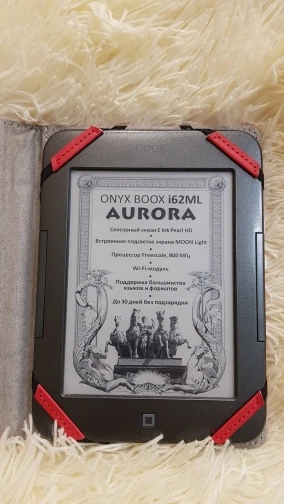 BOOX
ONYX BOOX i62ML
AURORA
Сенсорный экран E Ink Pearl HD
•
Встроенная подсветка экрана MOON Light
•
Процессор Freescale, 800 МГц
•
Wi-Fi-модуль
•
Поддержка большинства
языков и форматов
•
До 30 дней без подзарядки